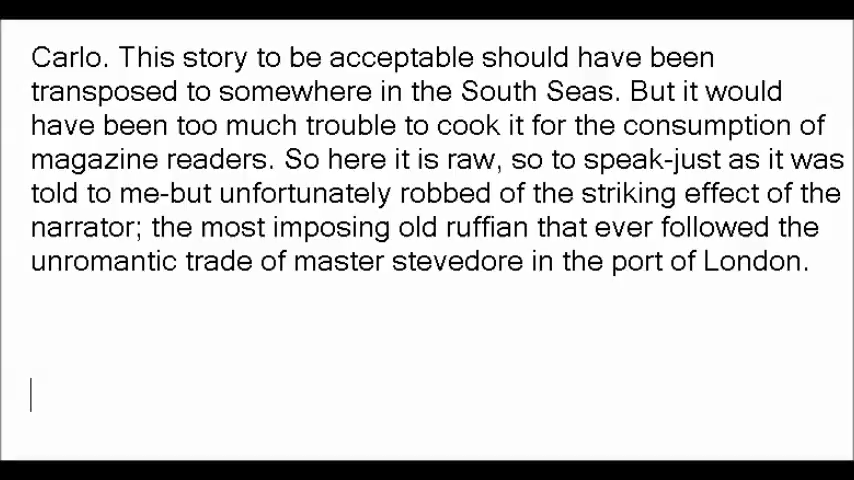 Carlo. This story to be acceptable should have been
transposed to somewhere in the South Seas. But it would
have been too much trouble to cook it for the consumption of
magazine readers. So here it is raw, so to speak-just as it was
told to me-but unfortunately robbed of the striking effect of the
narrator; the most imposing old ruffian that ever followed the
unromantic trade of master stevedore in the port of London.